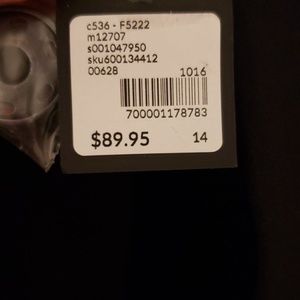 c536 - F5222
m12707
s001047950
sku600134412
00628 1016
700001178783
$89.95 14